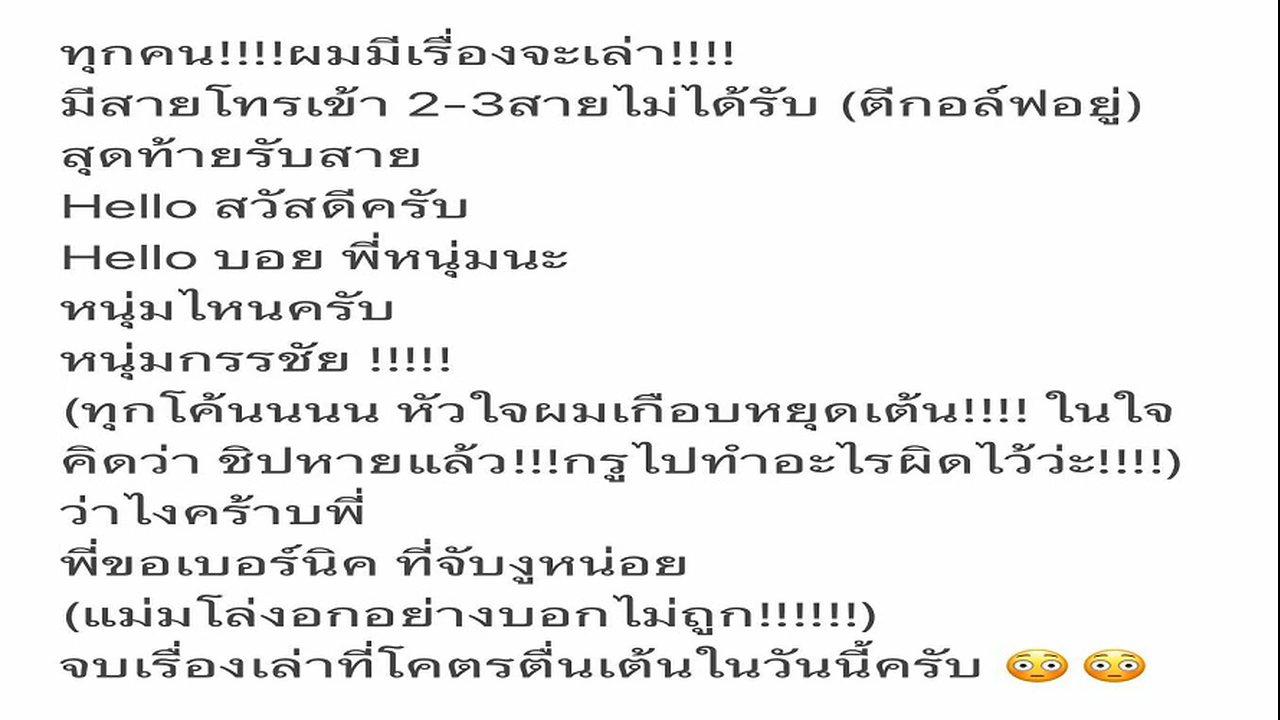 ทุกคน!!!!ผมมีเรื่องจะเล่า!!!!
มีสายโทรเข้า 2-3สายไม่ได้รับ (ตีกอล์ฟอยู่)
สุดท้ายรับสาย
Hello สวัสดีครับ
Hello บอย พี่หนุ่มนะ
หนุ่มไหนครับ
หนุ่มกรรชัย !!!!!
(ทุกโค้นนนนน หัวใจผมเกือบหยุดเต้น!!!! ในใจ
คิดว่า ชิปหายแล้ว!!!กรูไปทำอะไรผิดไว้ว่ะ!!!!)
ว่าไงคร้าบพี่
พี่ขอเบอร์นิค ที่จับงูหน่อย
(แม่มโล่งอกอย่างบอกไม่ถูก!!!!!!)
จบเรื่องเล่าที่โคตรตื่นเต้นในวันนี้ครับ 😳 😳